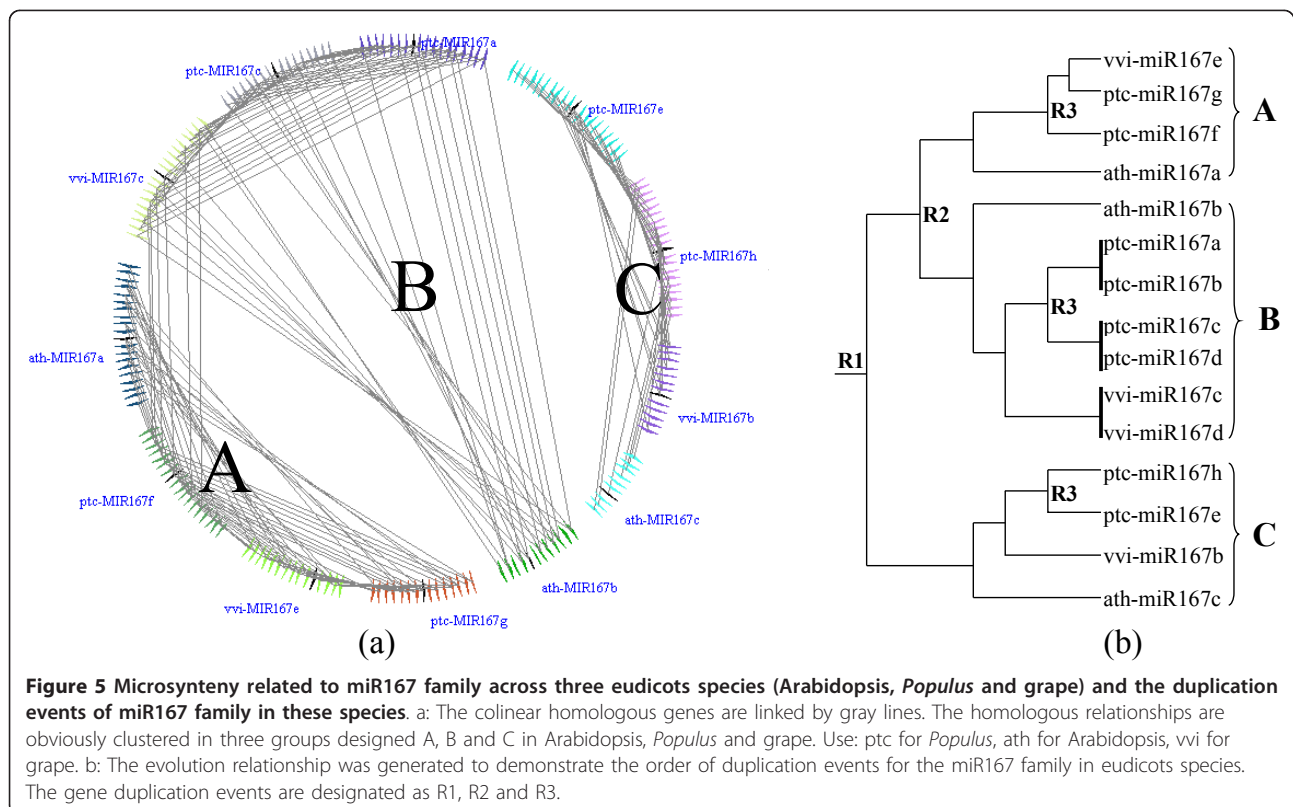 ptc-MIR167a
ptc-MIR167c
ptc-MIR167e
vvi-MIR167c
ptc-MIR167h
B
C
ath-MIR167a
vvi-MIR167b
A
ptc-MIR167f
ath-MIR167c
ath-MIR167b
vvi-MIR167e
ptc-MIR167g
(a)
vvi-miR167e
ptc-miR167g
R3
A
ptc-miR167f
ath-miR167a
ath-miR167b
R2
ptc-miR167a
R3
ptc-miR167b
B
ptc-miR167c
R1
ptc-miR167d
vvi-miR167c
vvi-miR167d
ptc-miR167h
R3
ptc-miR167e
C
vvi-miR167b
ath-miR167c
(b)
Figure 5 Microsynteny related to miR167 family across three eudicots species (Arabidopsis, Populus and grape) and the duplication
events of miR167 family in these species. a: The colinear homologous genes are linked by gray lines. The homologous relationships are
obviously clustered in three groups designed A, B and C in Arabidopsis, Populus and grape. Use: ptc for Populus, ath for Arabidopsis, vvi for
grape. b: The evolution relationship was generated to demonstrate the order of duplication events for the miR167 family in eudicots species.
The gene duplication events are designated as R1, R2 and R3.